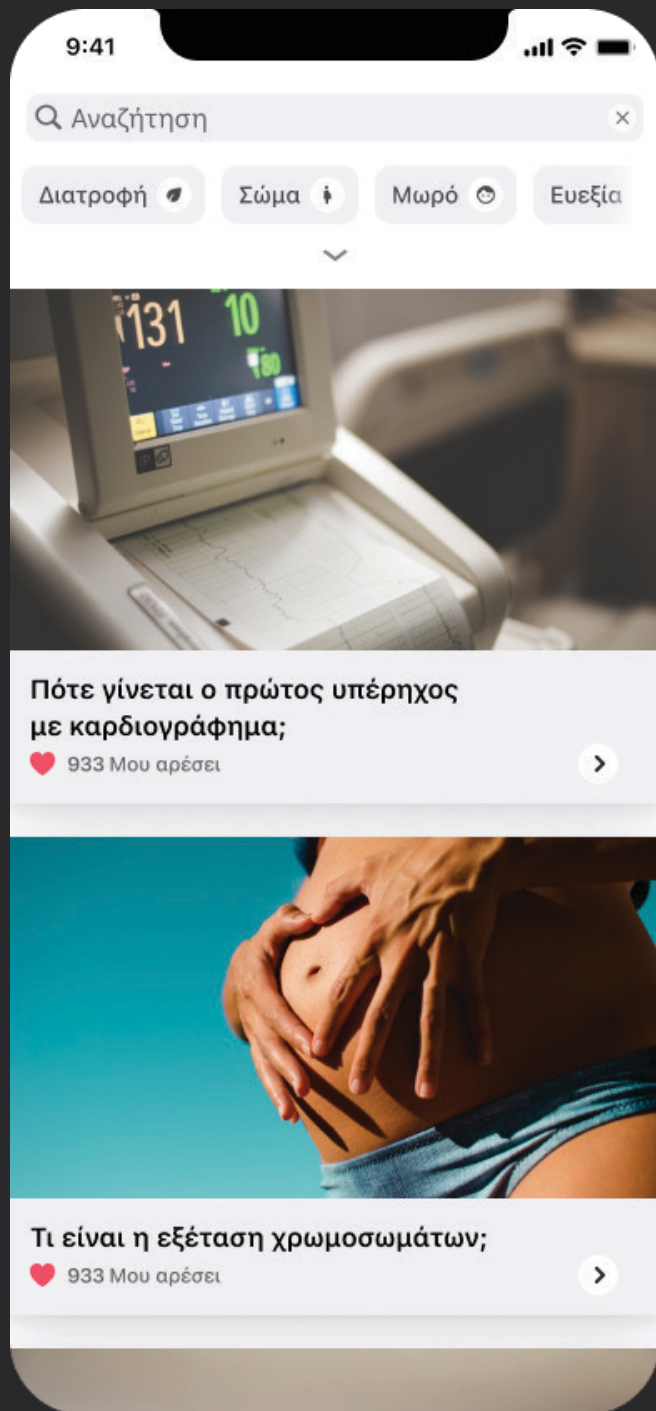 9:41
Αναζήτηση
Διατροφή
Σώμα
Μωρό
Ευεξία
131
10
180
Πότε γίνεται ο πρώτος υπέρηχος
με καρδιογράφημα;
933 Μου αρέσει
Τι είναι η εξέταση χρωμοσωμάτων;
933 Μου αρέσει